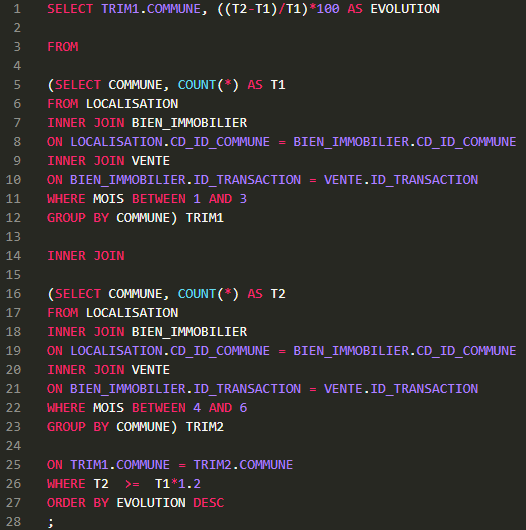 1 SELECT TRIM1.COMMUNE, ((T2-T1)/T1)*100 AS EVOLUTION
2
3 FROM
4
5 (SELECT COMMUNE, COUNT(*) AS T1
6 FROM LOCALISATION
7 INNER JOIN BIEN_IMMOBILIER
8 ON LOCALISATION.CD_ID_COMMUNE = BIEN_IMMOBILIER.CD_ID_COMMUNE
9 INNER JOIN VENTE
10 ON BIEN_IMMOBILIER.ID_TRANSACTION = VENTE.ID_TRANSACTION
11 WHERE MOIS BETWEEN 1 AND 3
12 GROUP BY COMMUNE) TRIM1
13
14 INNER JOIN
15
16 (SELECT COMMUNE, COUNT(*) AS T2
17 FROM LOCALISATION
18 INNER JOIN BIEN_IMMOBILIER
19 ON LOCALISATION.CD_ID_COMMUNE = BIEN_IMMOBILIER.CD_ID_COMMUNE
20 INNER JOIN VENTE
21 ON BIEN_IMMOBILIER.ID_TRANSACTION = VENTE.ID_TRANSACTION
22 WHERE MOIS BETWEEN 4 AND 6
23 GROUP BY COMMUNE) TRIM2
24
25 ON TRIM1.COMMUNE = TRIM2.COMMUNE
26 WHERE T2 >= T1*1.2
27 ORDER BY EVOLUTION DESC
28 ;